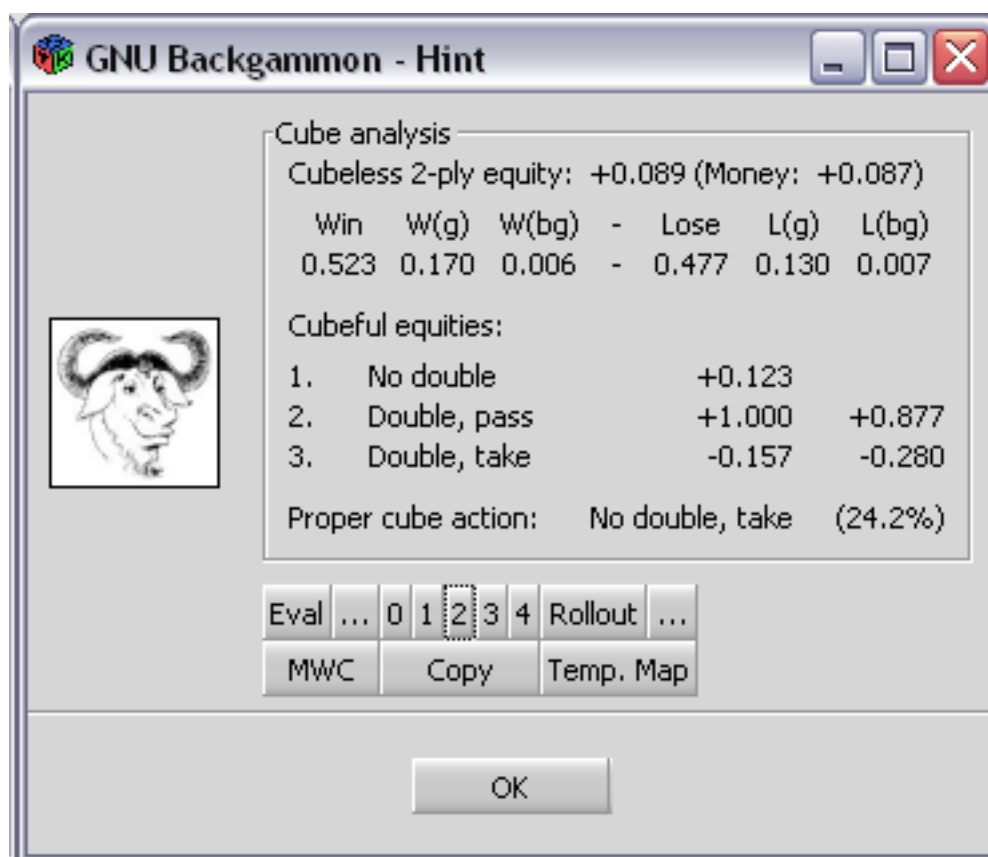 GNU Backgammon - Hint
Cube analysis
Cubeless 2-ply equity: +0.089 (Money: +0.087)
Win W(g) W(bg) - Lose L(g) L(bg)
0.523 0.170 0.006 - 0.477 0.130 0.007
Cubeful equities:
1. No double +0.123
2. Double, pass +1.000 +0.877
3. Double, take -0.157 -0.280
Proper cube action: No double, take (24.2%)
Eval ... 0 1 2 3 4 Rollout ...
MWC Copy Temp. Map
OK